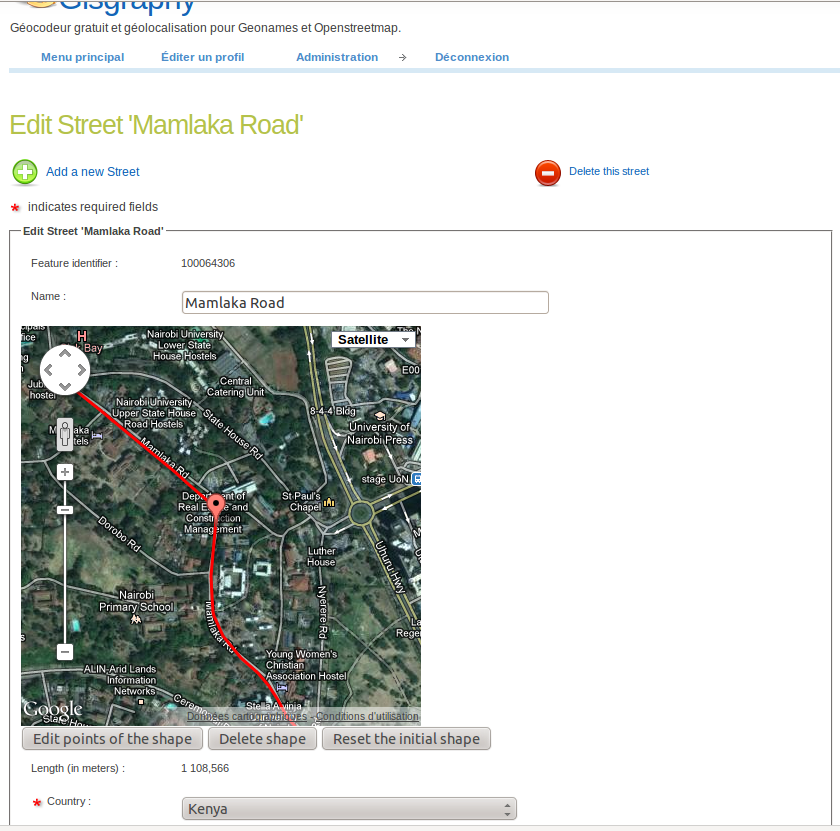 Gisgraphy
Géocodeur gratuit et géolocalisation pour Geonames et Openstreetmap.
Menu principal Éditer un profil Administration Déconnexion
Edit Street 'Mamlaka Road'
Add a new Street
Delete this street
* indicates required fields
Edit Street 'Mamlaka Road'
Feature identifier : 100064306
Name : Mamlaka Road
Satellite
Nairobi University
Lower State
House Hostels
H
Bay
E00
Central
Catering Unit
Nairobi University
Upper State House
Road Hostels
State House Rd
8-4-4 Bldg
University of
Nairobi Press
Mamlaka Rd
stage UoN
Department of
Real Estate and
Construction
Management
St-Paul's
Chapel
Dorobo Rd
Luther
House
Uhuru Hwy
Nairobi
Primary School
Nyerere Rd
Mamlaka Rd
Young Women's
Christian
Association Hostel
ALIN-Arid Lands
Information
Networks
Stella Awinja
Google
Données cartographiques - Conditions d'utilisation
Edit points of the shape Delete shape Reset the initial shape
Length (in meters) : 1 108,566
* Country : Kenya